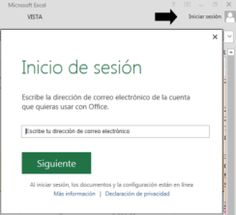 Microsoft Excel
VISTA
Iniciar sesión
Inicio de sesión
Escribe la dirección de correo electrónico de la cuenta
que quieras usar con Office.
Escribe tu dirección de correo electrónico
Siguiente
Al iniciar sesión, los documentos y la configuración están en línea
Más información | Declaración de privacidad